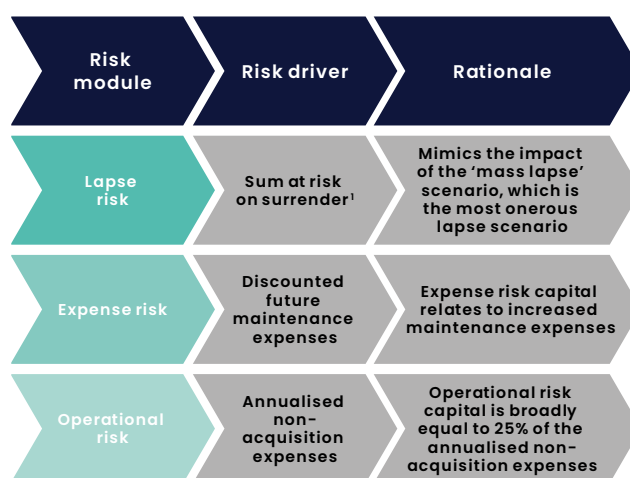 Risk
module
Risk driver
Rationale
Lapse
risk
Sum at risk
on surrender¹
Mimics the impact
of the ‘mass lapse’
scenario, which is
the most onerous
lapse scenario
Expense risk
Discounted
future
maintenance
expenses
Expense risk capital
relates to increased
maintenance expenses
Operational
risk
Annualised
non-
acquisition
expenses
Operational risk
capital is broadly
equal to 25% of the
annualised non-
acquisition expenses